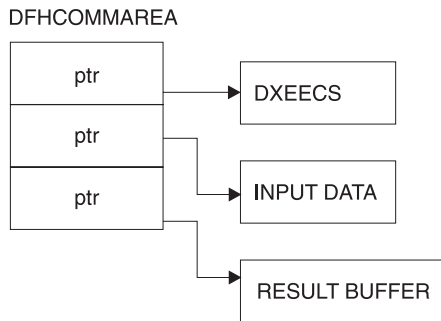 DFHCOMMAREA
ptr
DXEECS
ptr
INPUT DATA
ptr
RESULT BUFFER